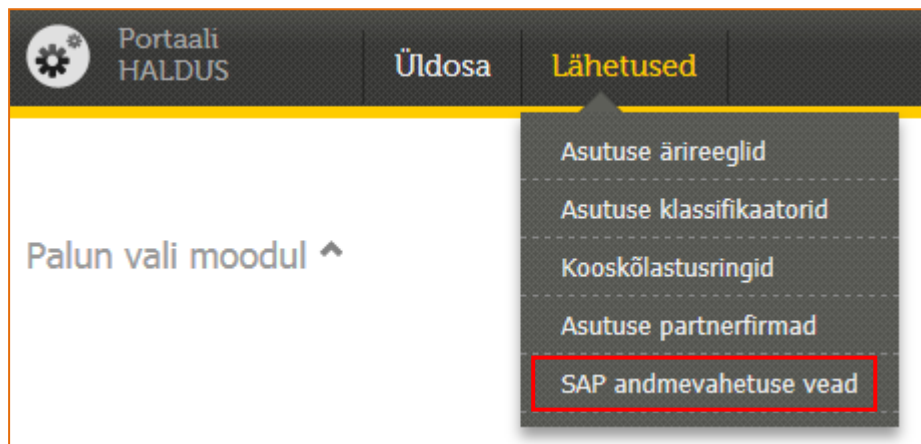 Portaali
HALDUS
Üldosa
Lähetused
Asutuse ärireeglid
Asutuse klassifikaatorid
Palun vali moodul
Kooskõlastusringid
Asutuse partnerfirmad
SAP andmevahetuse vead